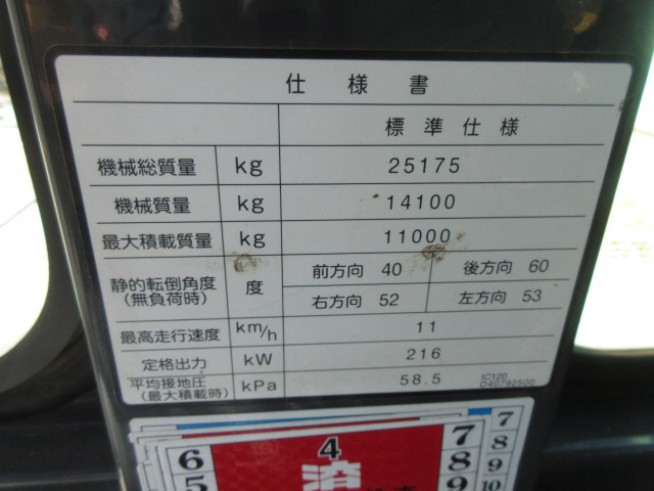 仕様書
標準仕様
機械総質量 kg 25175
機械質量 kg 14100
最大積載質量 kg 11000
静的転倒角度 (無負荷時) 度 前方向 40 後方向 60
右方向 52 左方向 53
最高走行速度 km/h 11
定格出力 kW 216
平均接地圧 (最大積載時) kPa 58.5
IC120
D40792500
4
済
6
5
7
8
9
7
8
9
10